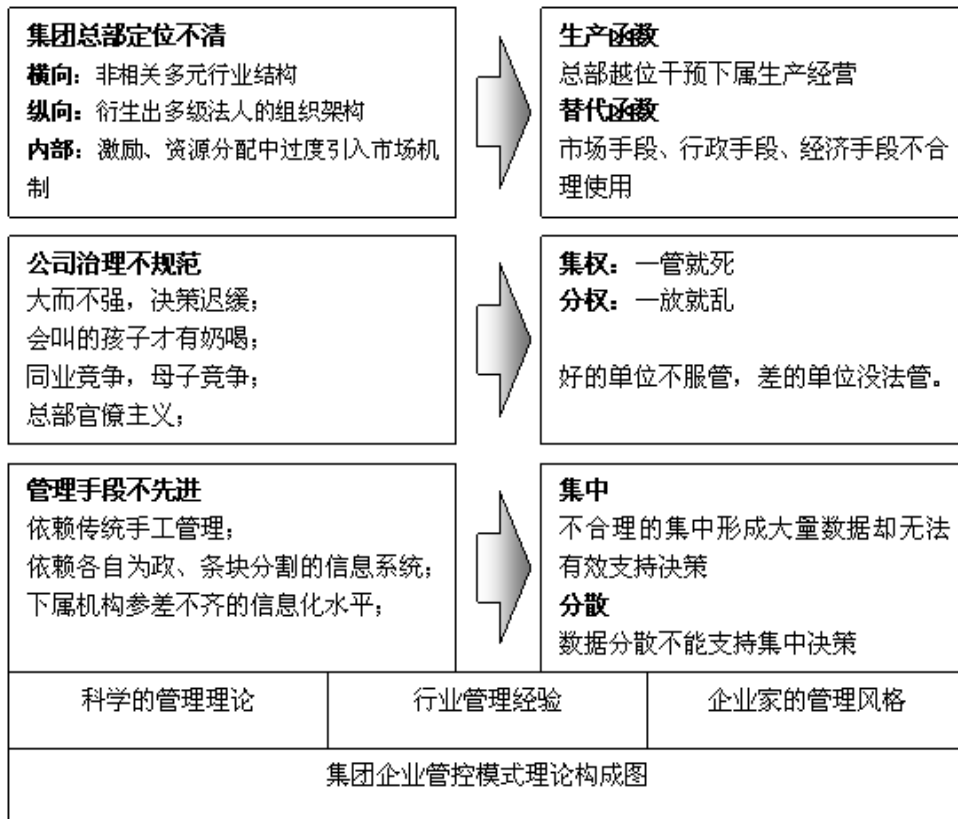 集团总部定位不清
横向：非相关多元行业结构
纵向：衍生出多级法人的组织架构
内部：激励、资源分配中过度引入市场机
制
生产函数
总部越位干预下属生产经营
替代函数
市场手段、行政手段、经济手段不合
理使用
公司治理不规范
大而不强，决策迟缓；
会叫的孩子才有奶喝；
同业竞争，母子竞争；
总部官僚主义；
集权：一管就死
分权：一放就乱
好的单位不服管，差的单位没法管。
管理手段不先进
依赖传统手工管理；
依赖各自为政、条块分割的信息系统；
下属机构参差不齐的信息化水平；
集中
不合理的集中形成大量数据却无法
有效支持决策
分散
数据分散不能支持集中决策
科学的管理理论
行业管理经验
企业家的管理风格
集团企业管控模式理论构成图